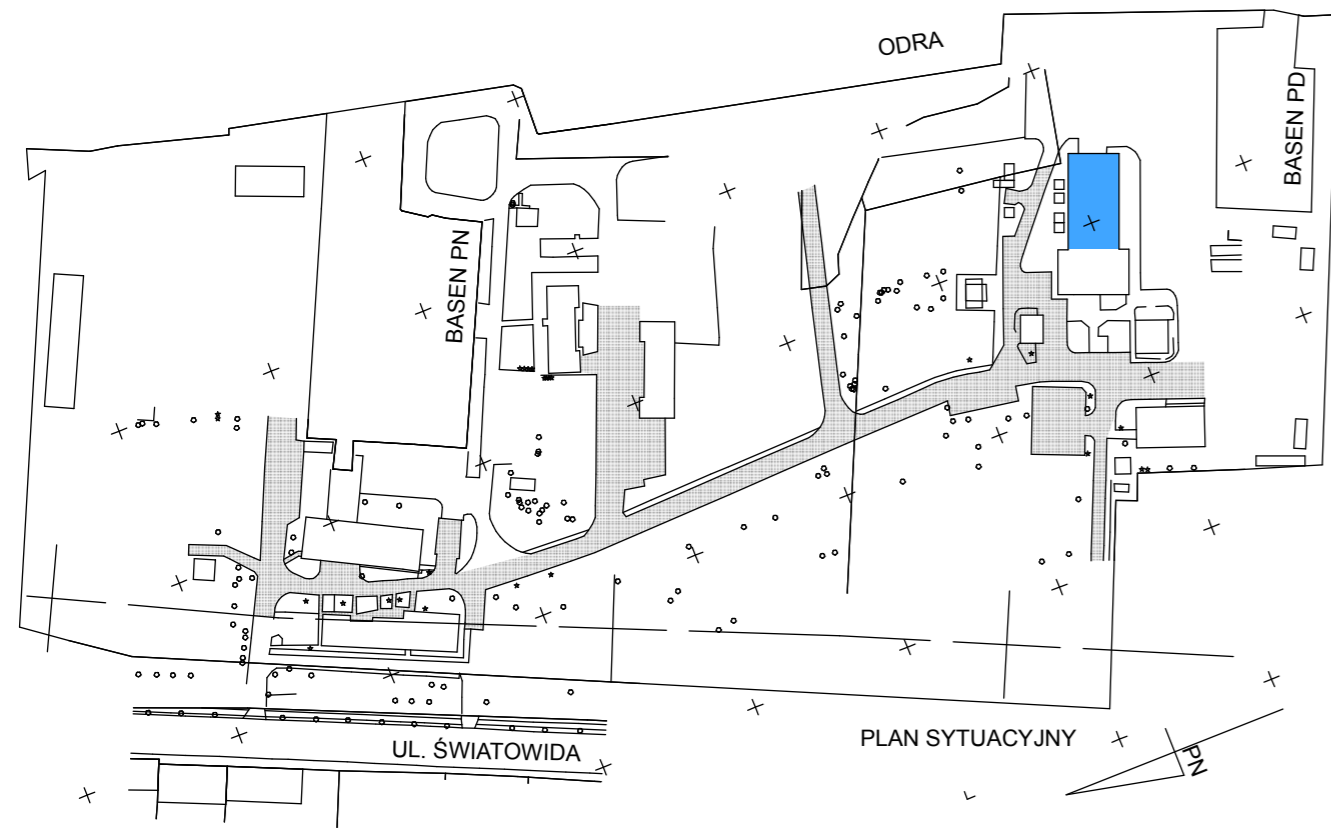 ODRA
BASEN PD
BASEN PN
UL. ŚWIATOWIDA
PLAN SYTUACYJNY
PN